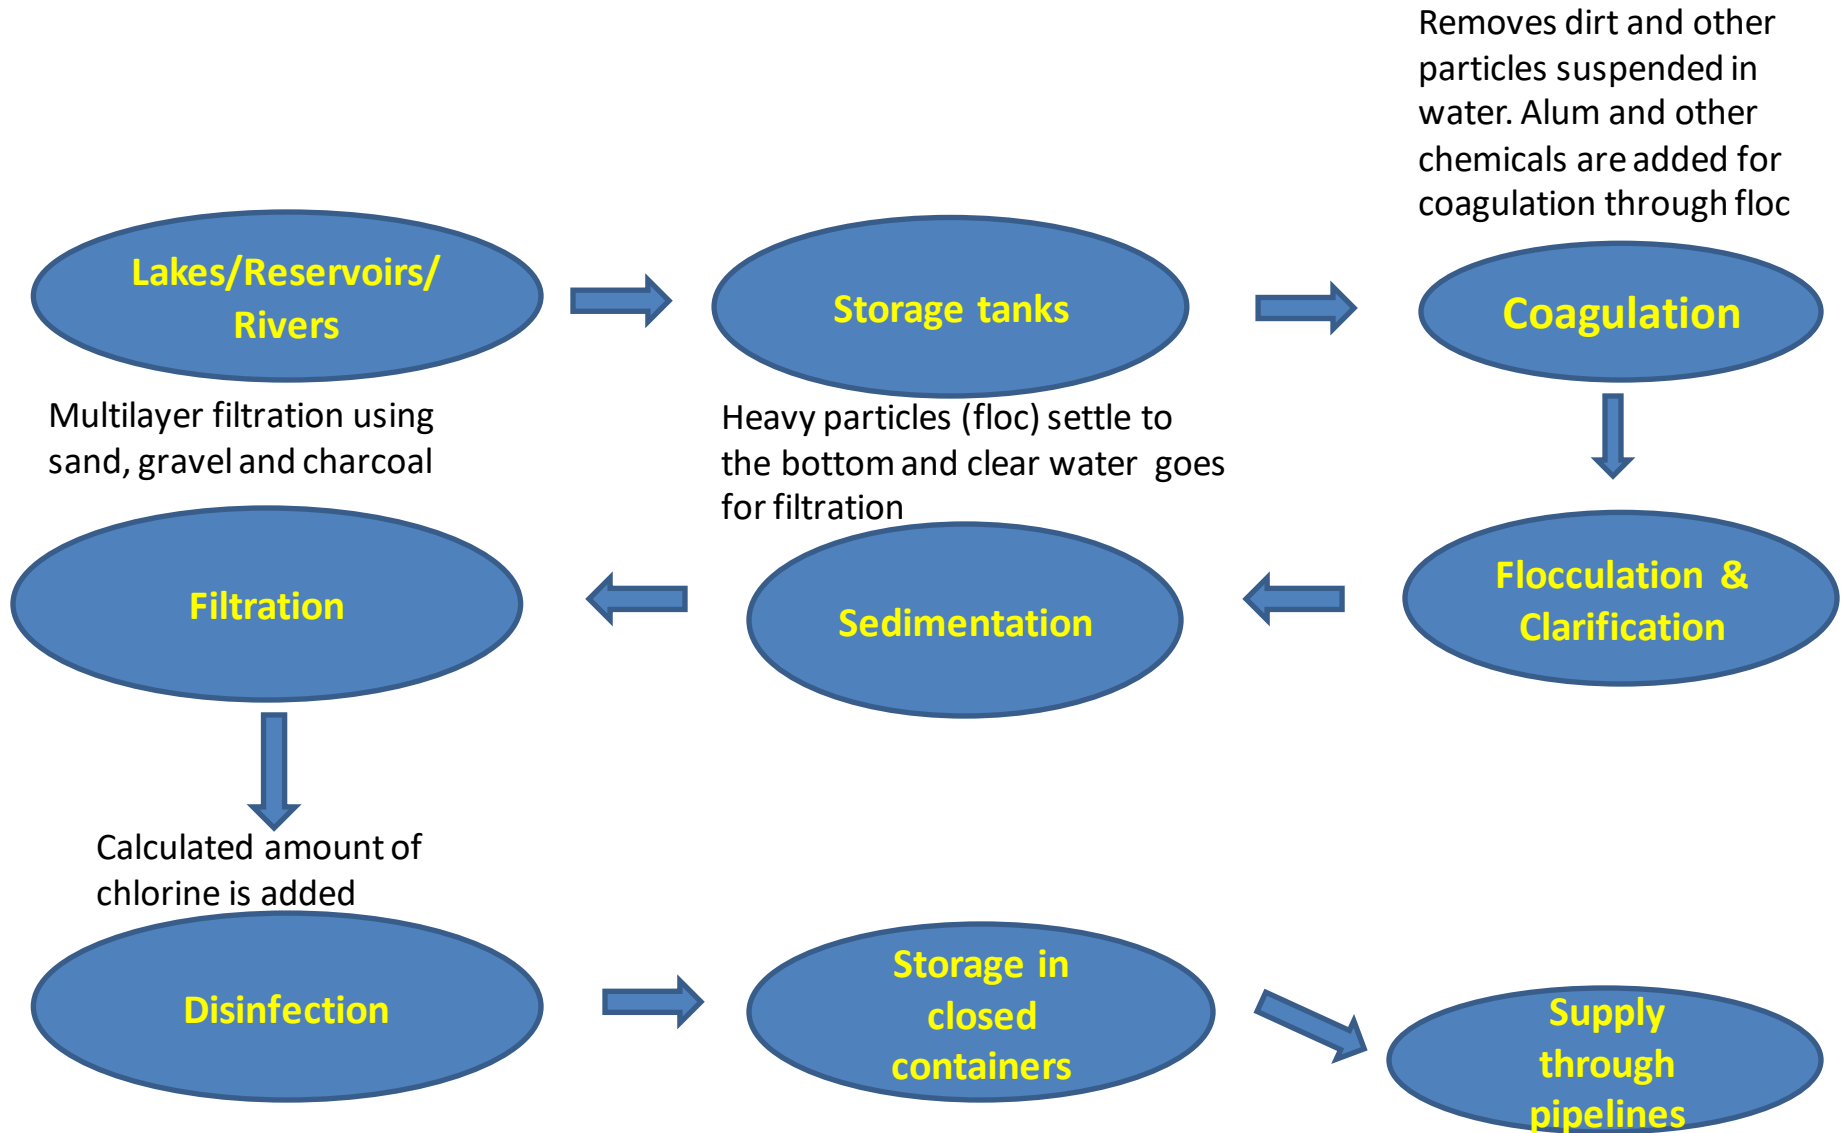 Removes dirt and other
particles suspended in
water. Alum and other
chemicals are added for
coagulation through floc
Lakes/Reservoirs/
Rivers
Storage tanks
Coagulation
Multilayer filtration using
sand, gravel and charcoal
Heavy particles (floc) settle to
the bottom and clear water goes
for filtration
Filtration
Sedimentation
Flocculation &
Clarification
Calculated amount of
chlorine is added
Disinfection
Storage in
closed
containers
Supply
through
pipelines